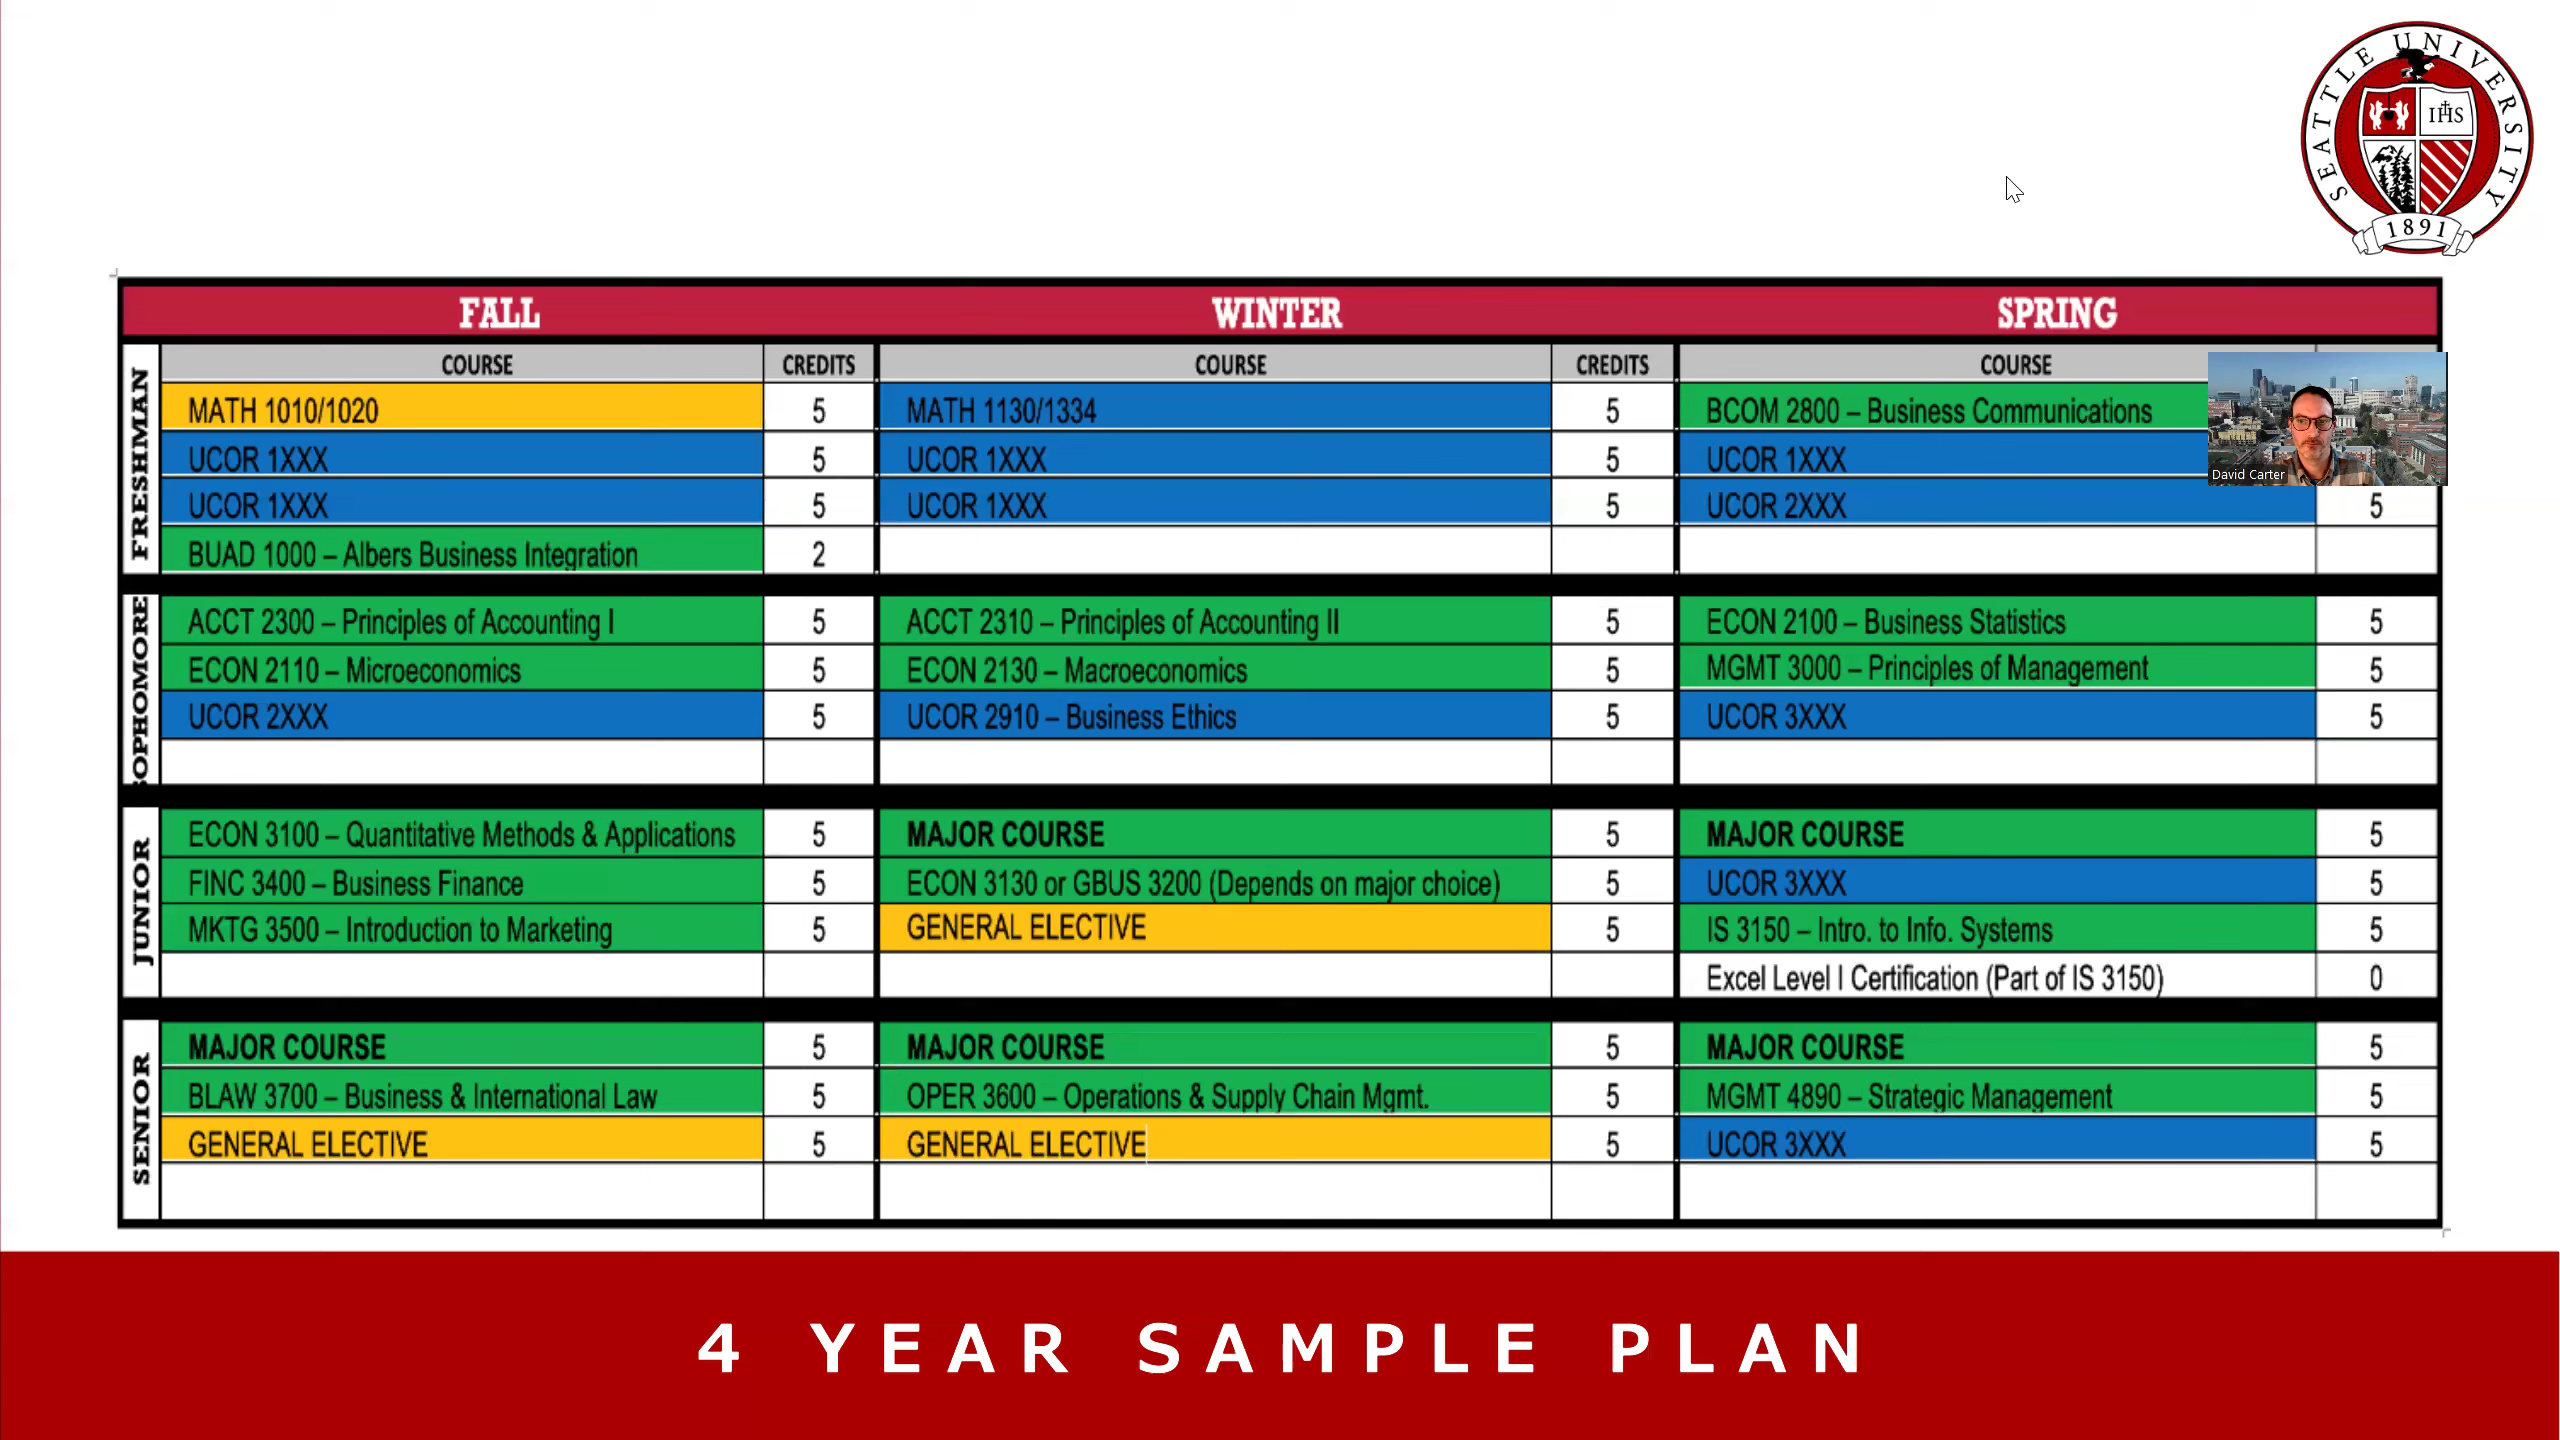 SEATTLE UNIVERSITY
IHS
1891
FALL WINTER SPRING
FRESHMAN
COURSE CREDITS COURSE CREDITS COURSE
MATH 1010/1020 5 MATH 1130/1334 5 BCOM 2800 – Business Communications
UCOR 1XXX 5 UCOR 1XXX 5 UCOR 1XXX
David Carter
UCOR 1XXX 5 UCOR 1XXX 5 UCOR 2XXX 5
BUAD 1000 – Albers Business Integration 2
SOPHOMORE
ACCT 2300 – Principles of Accounting I 5 ACCT 2310 – Principles of Accounting II 5 ECON 2100 – Business Statistics 5
ECON 2110 – Microeconomics 5 ECON 2130 – Macroeconomics 5 MGMT 3000 – Principles of Management 5
UCOR 2XXX 5 UCOR 2910 – Business Ethics 5 UCOR 3XXX 5
JUNIOR
ECON 3100 – Quantitative Methods & Applications 5 MAJOR COURSE 5 MAJOR COURSE 5
FINC 3400 – Business Finance 5 ECON 3130 or GBUS 3200 (Depends on major choice) 5 UCOR 3XXX 5
MKTG 3500 – Introduction to Marketing 5 GENERAL ELECTIVE 5 IS 3150 – Intro. to Info. Systems 5
Excel Level I Certification (Part of IS 3150) 0
SENIOR
MAJOR COURSE 5 MAJOR COURSE 5 MAJOR COURSE 5
BLAW 3700 – Business & International Law 5 OPER 3600 – Operations & Supply Chain Mgmt. 5 MGMT 4890 – Strategic Management 5
GENERAL ELECTIVE 5 GENERAL ELECTIVE 5 UCOR 3XXX 5
4 YEAR SAMPLE PLAN